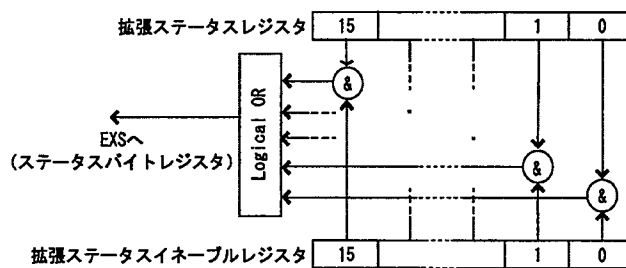 拡張ステータスレジスタ 15 1 0
&
Logical OR
EXSへ
(ステータスバイトレジスタ)
&
&
拡張ステータスイネーブルレジスタ 15 1 0